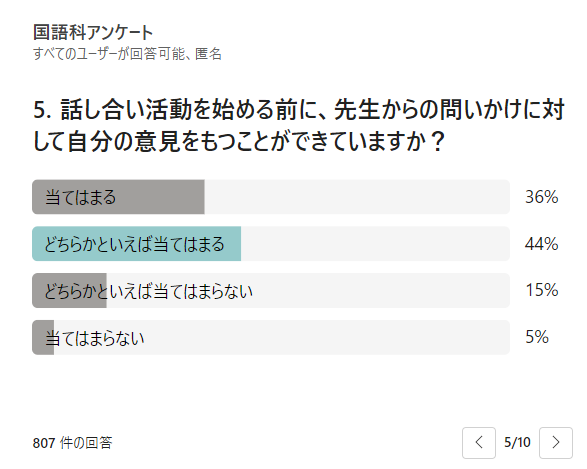 国語科アンケート
すべてのユーザーが回答可能、匿名
5. 話し合い活動を始める前に、先生からの問いかけに対
して自分の意見をもつことができていますか？
当てはまる 36%
どちらかといえば当てはまる 44%
どちらかといえば当てはまらない 15%
当てはまらない 5%
807 件の回答 5/10